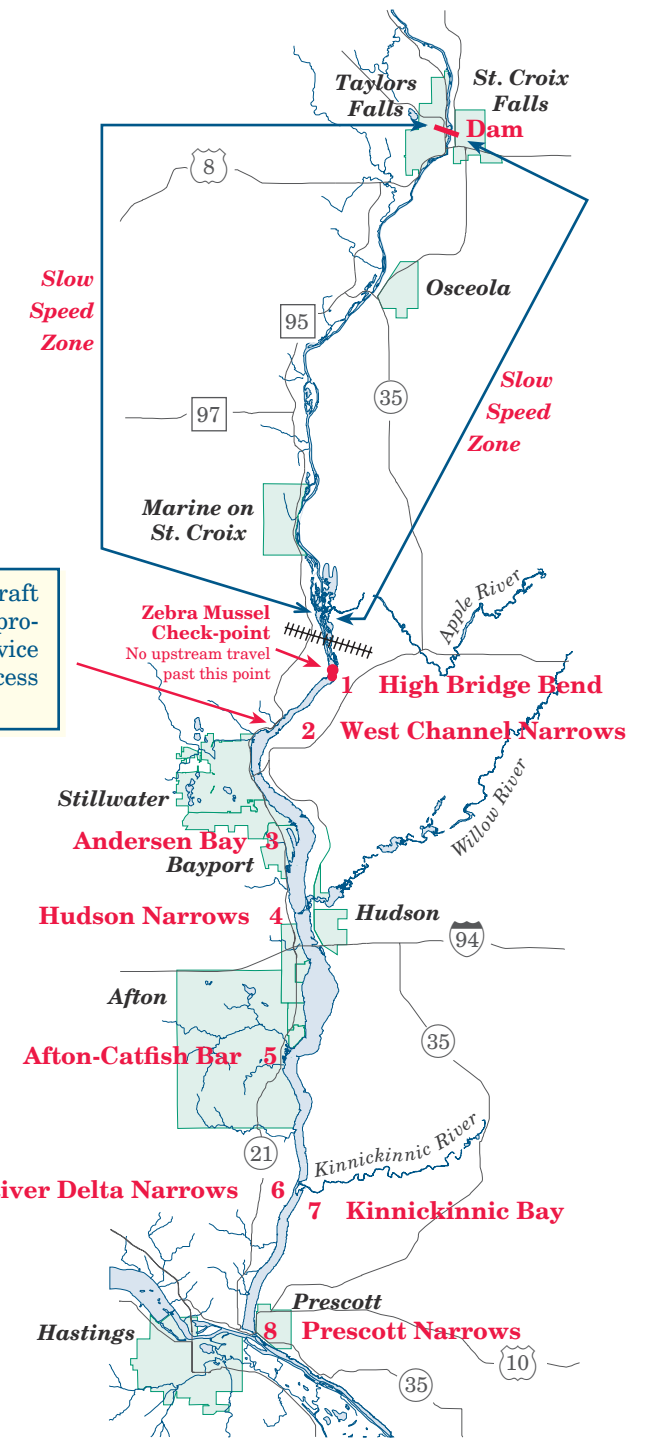 Taylors
Falls
St. Croix
Falls
Dam
8
Slow
Speed
Zone
Osceola
95
35
Slow
Speed
Zone
97
Marine on
St. Croix
raft
pro-
vice
cess
Zebra Mussel
Check-point
No upstream travel
past this point
Apple River
1 High Bridge Bend
2 West Channel Narrows
Stillwater
Willow River
Andersen Bay 3
Bayport
Hudson Narrows 4
Hudson
94
Afton
35
Afton-Catfish Bar 5
21
Kinnickinnic River
iver Delta Narrows 6
7 Kinnickinnic Bay
Prescott
Hastings
8 Prescott Narrows
10
35